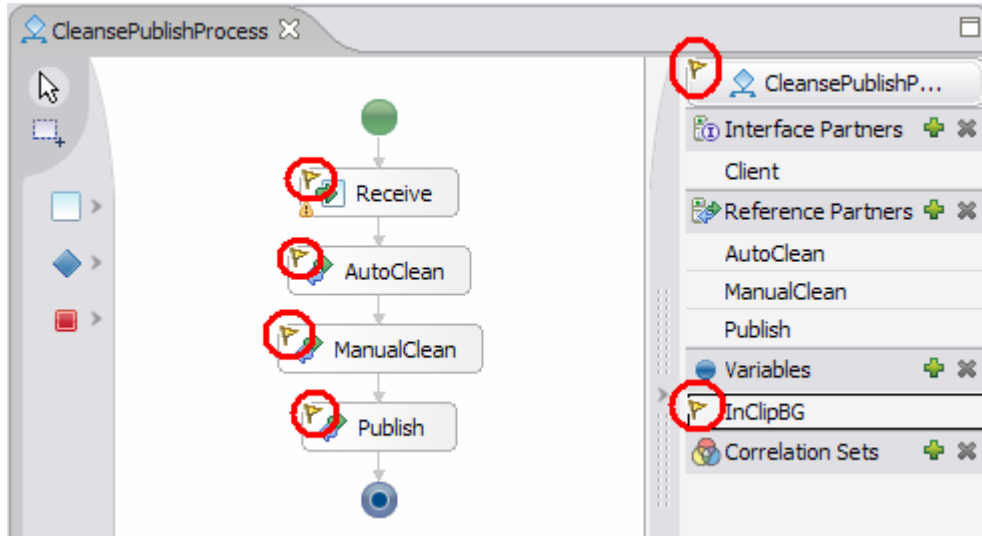 CleansePublishProcess
CleansePublishP...
Interface Partners
Client
Reference Partners
AutoClean
ManualClean
Publish
Variables
InClipBG
Correlation Sets
Receive
AutoClean
ManualClean
Publish